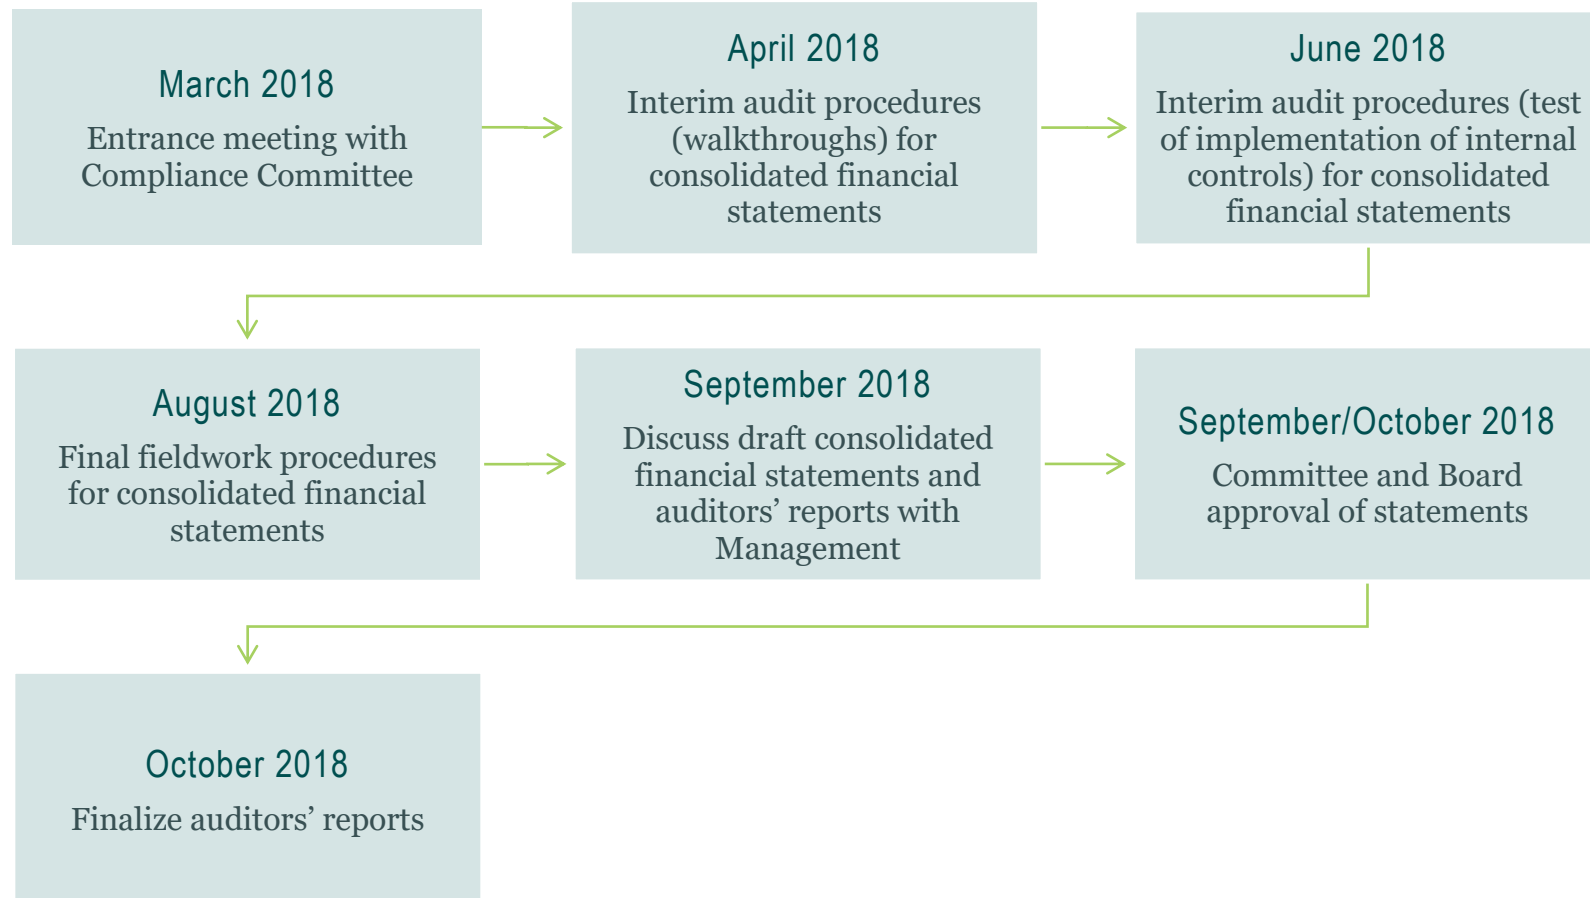 March 2018
Entrance meeting with
Compliance Committee
April 2018
Interim audit procedures
(walkthroughs) for
consolidated financial
statements
June 2018
Interim audit procedures (test
of implementation of internal
controls) for consolidated
financial statements
August 2018
Final fieldwork procedures
for consolidated financial
statements
September 2018
Discuss draft consolidated
financial statements and
auditors’ reports with
Management
September/October 2018
Committee and Board
approval of statements
October 2018
Finalize auditors’ reports